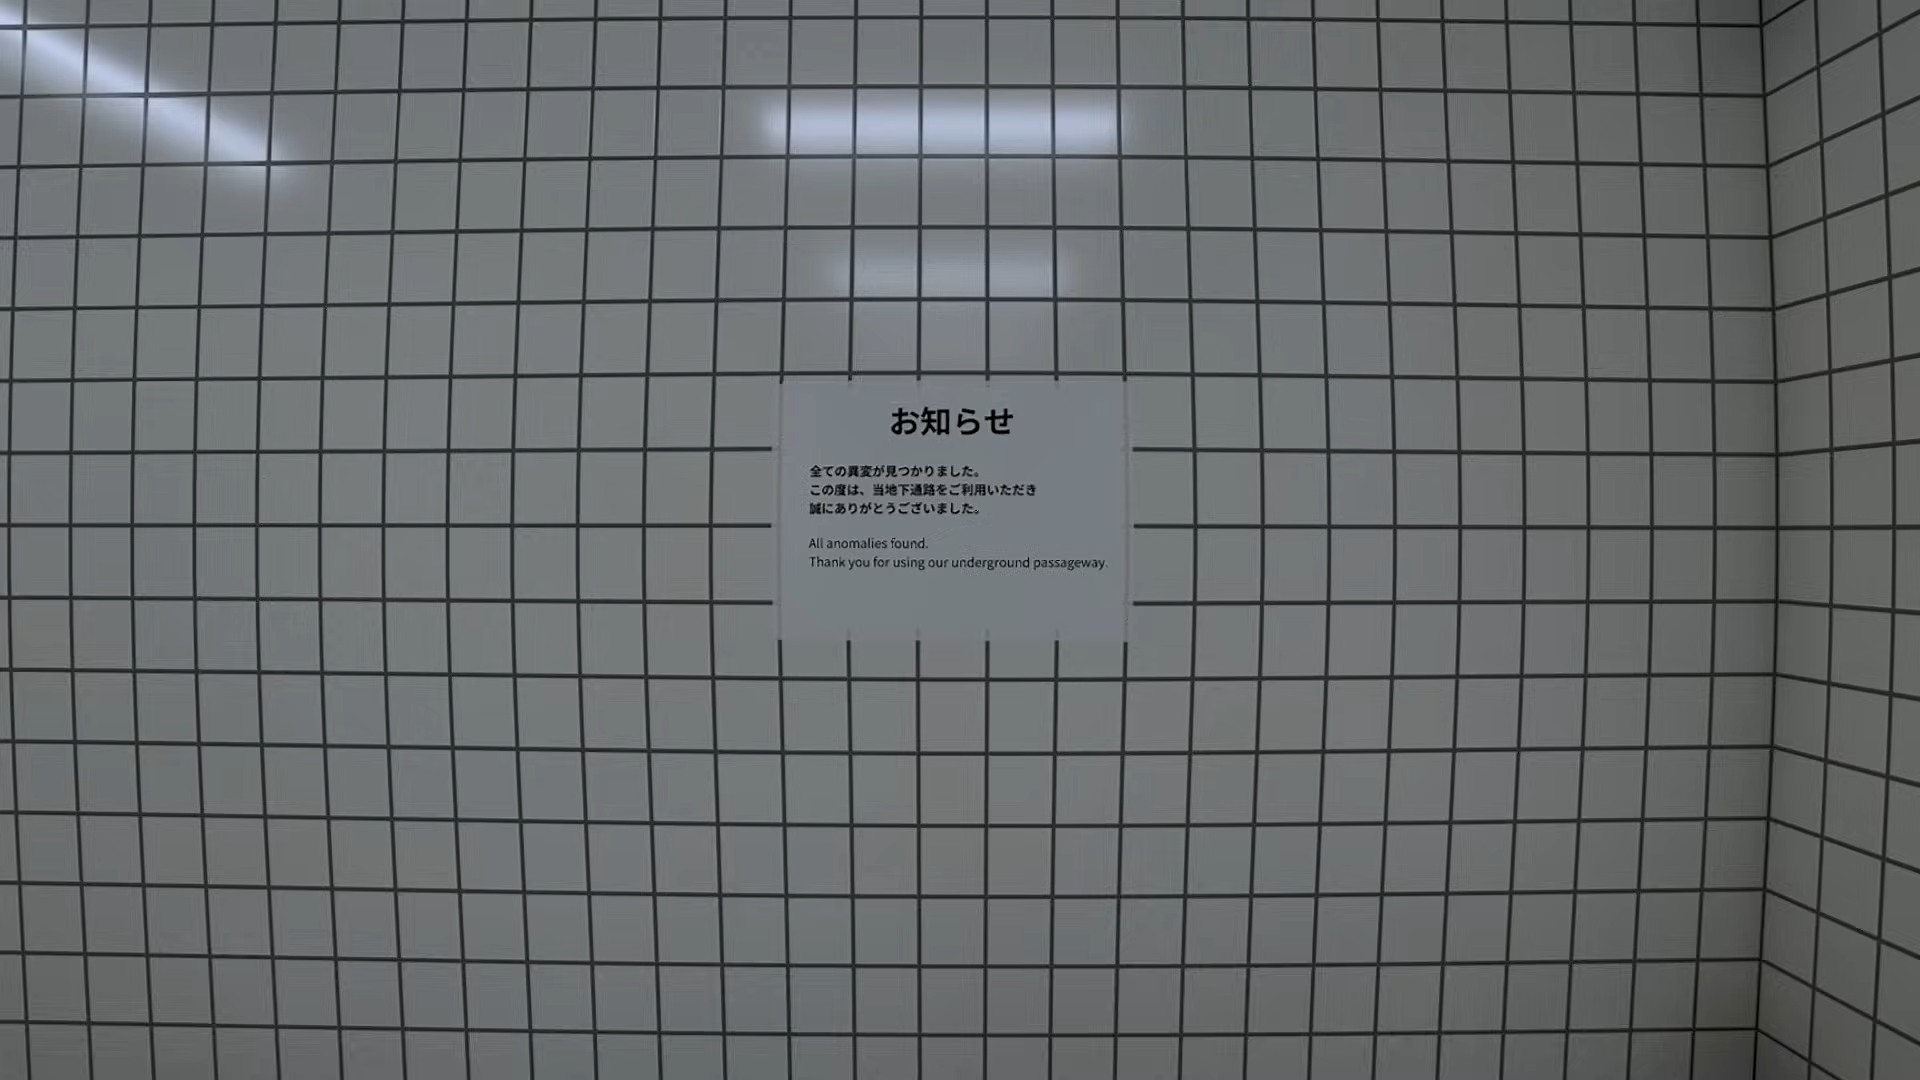 お知らせ
全ての異変が見つかりました。
この度は、当地下通路をご利用いただき
誠にありがとうございました。
All anomalies found.
Thank you for using our underground passageway.